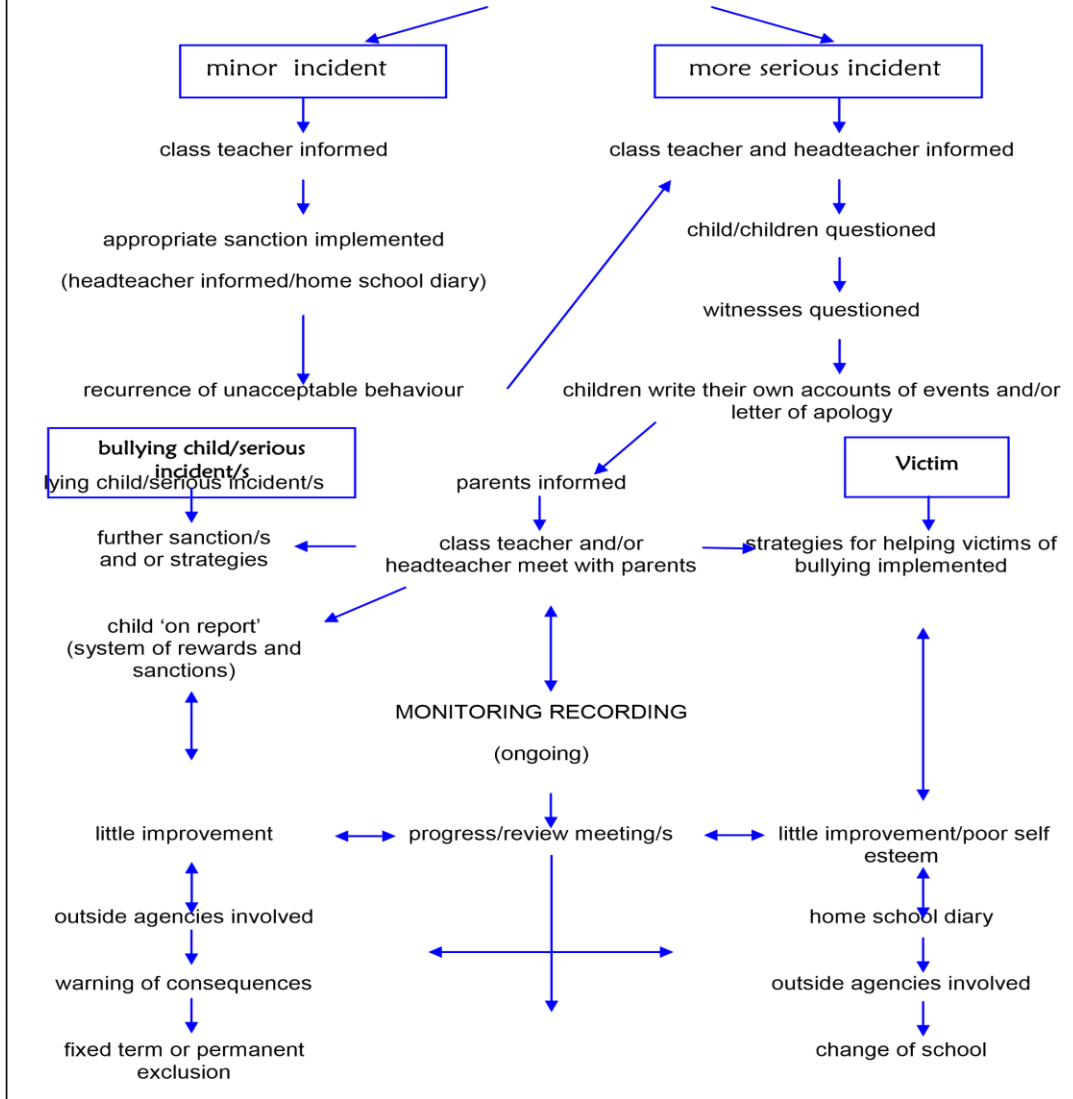 minor incident
more serious incident
class teacher informed
class teacher and headteacher informed
appropriate sanction implemented
(headteacher informed/home school diary)
child/children questioned
witnesses questioned
recurrence of unacceptable behaviour
children write their own accounts of events and/or
letter of apology
bullying child/serious
incident/s
lying child/serious incident/s
parents informed
Victim
further sanction/s
and or strategies
class teacher and/or
headteacher meet with parents
strategies for helping victims of
bullying implemented
child ‘on report’
(system of rewards and
sanctions)
MONITORING RECORDING
(ongoing)
little improvement
progress/review meeting/s
little improvement/poor self
esteem
outside agencies involved
home school diary
warning of consequences
outside agencies involved
fixed term or permanent
exclusion
change of school